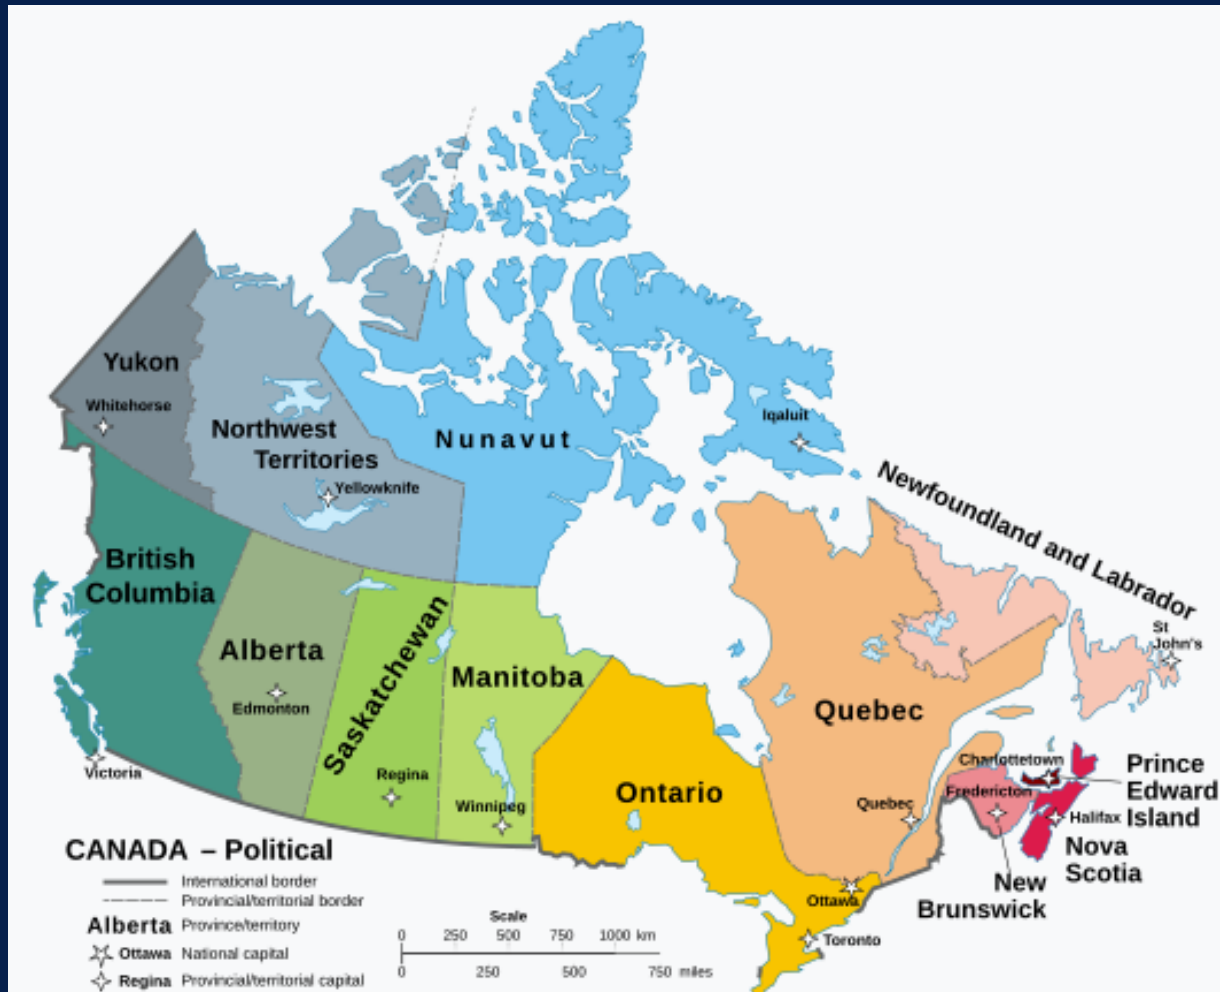 Yukon
Whitehorse
Northwest
Territories
Yellowknife
Nunavut
Iqaluit
Newfoundland and Labrador
St
John's
British
Columbia
Victoria
Alberta
Edmonton
Saskatchewan
Regina
Manitoba
Winnipeg
Ontario
Ottawa
Toronto
Quebec
Quebec
Charlottetown
Prince
Edward
Island
Fredericton
Halifax
Nova
Scotia
New
Brunswick
CANADA – Political
International border
Provincial/territorial border
Alberta Province/territory
Ottawa National capital
Regina Provincial/territorial capital
Scale
0 250 500 750 1000 km
0 250 500 750 miles